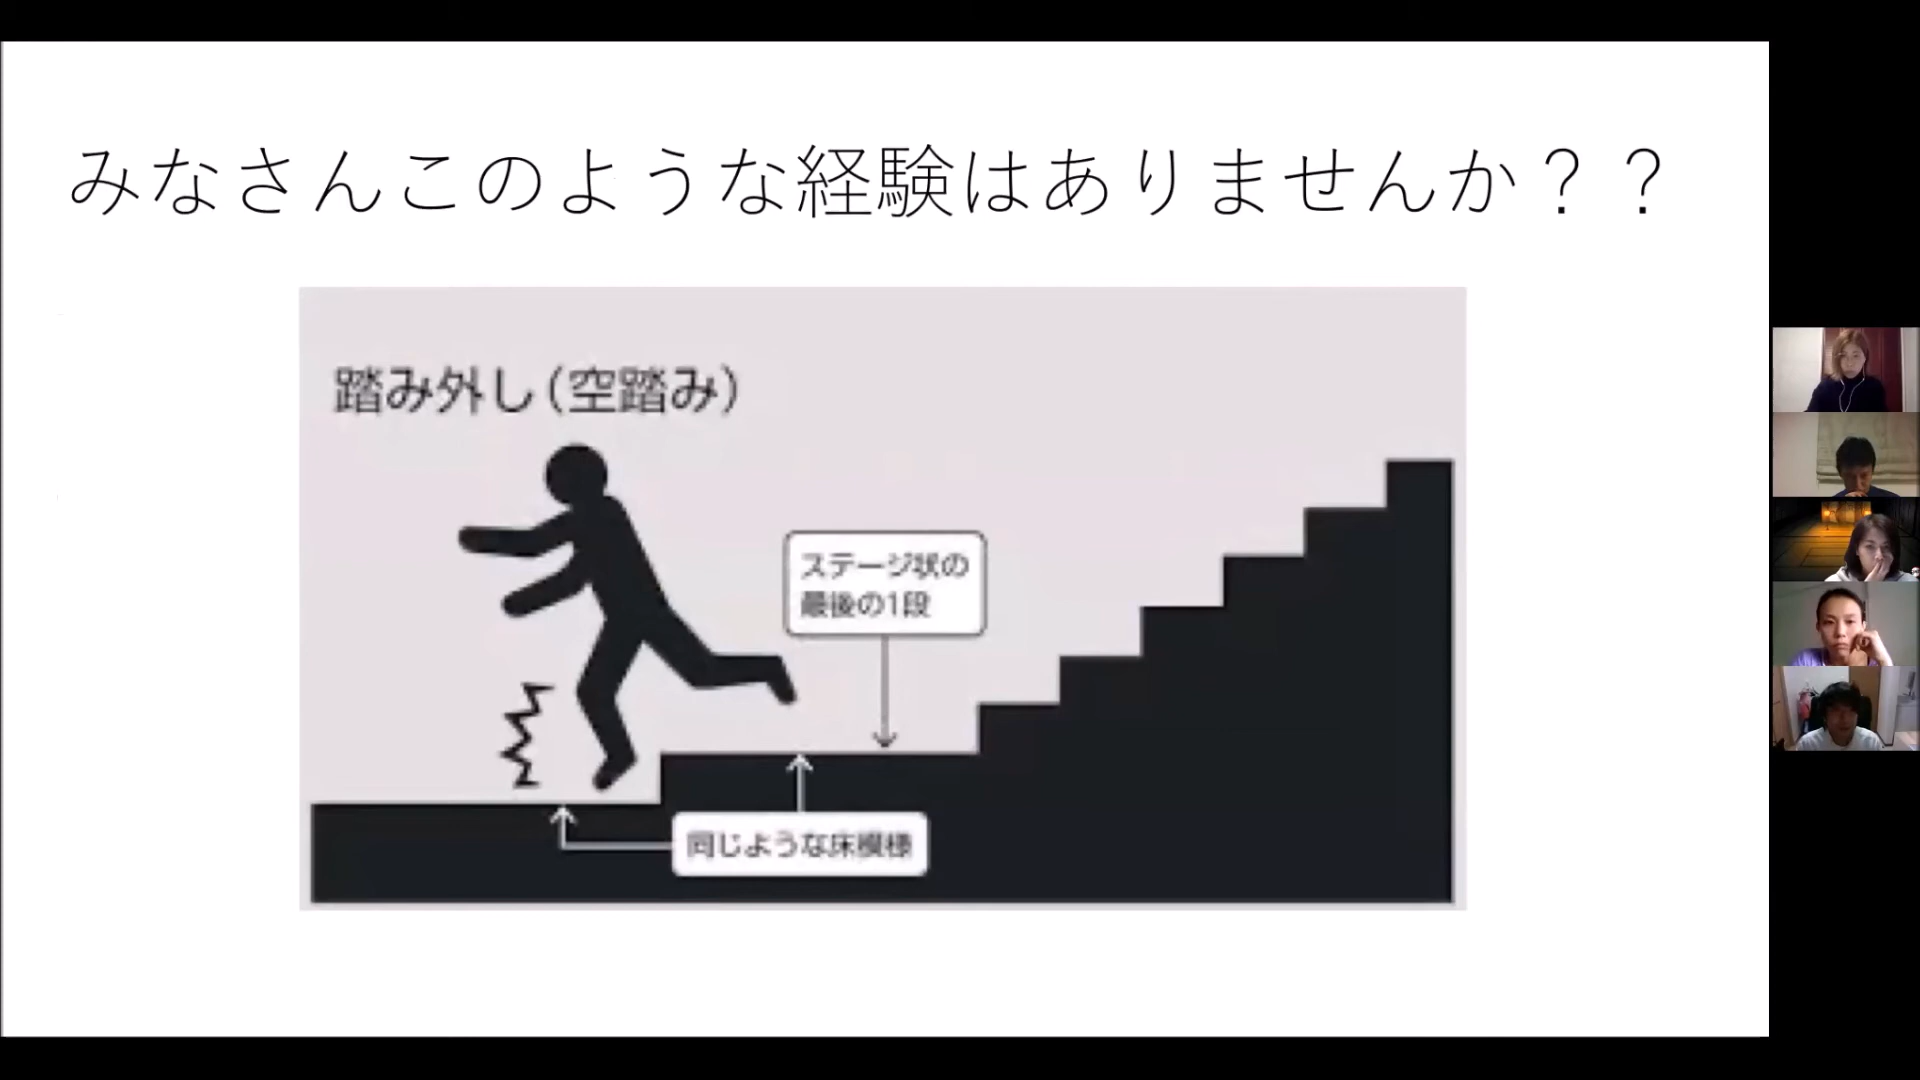 みなさんこのような経験はありませんか？？
踏み外し（空踏み）
ステージ状の
最後の1段
同じような床模様